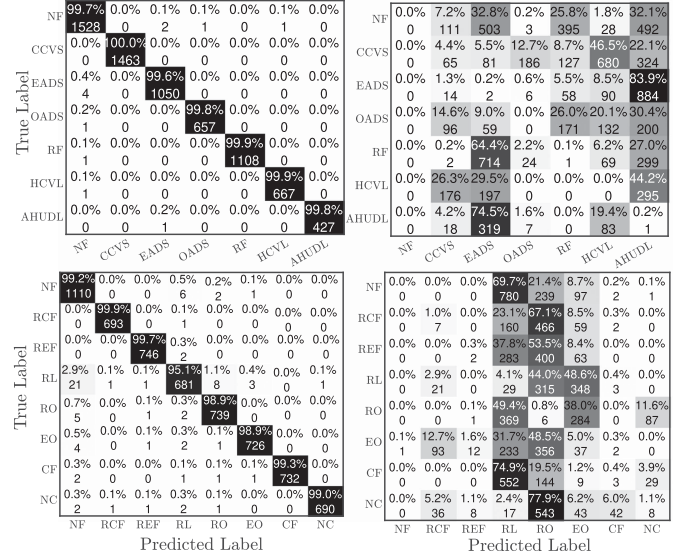 NF 99.7% 0.0% 0.1% 0.1% 0.0% 0.1% 0.0%
1528 0 2 1 0 1 0
CCVS 0.0% 100.0% 0.0% 0.0% 0.0% 0.0% 0.0%
0 1463 0 0 0 0 0
EADS 0.4% 0.0% 99.6% 0.0% 0.0% 0.0% 0.0%
4 0 1050 0 0 0 0
OADS 0.2% 0.0% 0.0% 99.8% 0.0% 0.0% 0.0%
1 0 0 657 0 0 0
RF 0.1% 0.0% 0.0% 0.0% 99.9% 0.0% 0.0%
1 0 0 0 1108 0 0
HCVL 0.1% 0.0% 0.0% 0.0% 0.0% 99.9% 0.0%
1 0 0 0 0 667 0
AHUDL 0.0% 0.0% 0.2% 0.0% 0.0% 0.0% 99.8%
0 0 1 0 0 0 427
NF CCVS EADS OADS RF HCVL AHUDL
True Label
NF 0.0% 7.2% 32.8% 0.2% 25.8% 1.8% 32.1%
0 111 503 3 395 28 492
CCVS 0.0% 4.4% 5.5% 12.7% 8.7% 46.5% 22.1%
0 65 81 186 127 680 324
EADS 0.0% 1.3% 0.2% 0.6% 5.5% 8.5% 83.9%
0 14 2 6 58 90 884
OADS 0.0% 14.6% 9.0% 0.0% 26.0% 20.1% 30.4%
0 96 59 0 171 132 200
RF 0.0% 0.2% 64.4% 2.2% 0.1% 6.2% 27.0%
0 2 714 24 1 69 299
HCVL 0.0% 26.3% 29.5% 0.0% 0.0% 0.0% 44.2%
0 176 197 0 0 0 295
AHUDL 0.0% 4.2% 74.5% 1.6% 0.0% 19.4% 0.2%
0 18 319 7 0 83 1
NF CCVS EADS OADS RF HCVL AHUDL
NF 99.2% 0.0% 0.0% 0.5% 0.2% 0.1% 0.0% 0.0%
1110 0 0 6 2 1 0 0
RCF 0.0% 99.9% 0.0% 0.1% 0.0% 0.0% 0.0% 0.0%
0 693 0 1 0 0 0 0
REF 0.0% 0.0% 99.7% 0.3% 0.0% 0.0% 0.0% 0.0%
0 0 746 2 0 0 0 0
RL 2.9% 0.1% 0.1% 95.1% 1.1% 0.4% 0.0% 0.1%
21 1 1 681 8 3 0 1
RO 0.7% 0.0% 0.1% 0.3% 98.9% 0.0% 0.0% 0.0%
5 0 1 2 739 0 0 0
EO 0.5% 0.0% 0.1% 0.3% 0.1% 98.9% 0.0% 0.0%
4 0 1 2 1 726 0 0
CF 0.3% 0.0% 0.0% 0.1% 0.1% 0.1% 99.3% 0.0%
2 0 0 1 1 1 732 0
NC 0.3% 0.1% 0.1% 0.3% 0.1% 0.0% 0.0% 99.0%
2 1 1 2 1 0 0 690
NF RCF REF RL RO EO CF NC
True Label
Predicted Label
NF 0.0% 0.0% 0.0% 69.7% 21.4% 8.7% 0.2% 0.1%
0 0 0 780 239 97 2 1
RCF 0.0% 1.0% 0.0% 23.1% 67.1% 8.5% 0.3% 0.0%
0 7 0 160 466 59 2 0
REF 0.0% 0.0% 0.3% 37.8% 53.5% 8.4% 0.0% 0.0%
0 0 2 283 400 63 0 0
RL 0.0% 2.9% 0.0% 4.1% 44.0% 48.6% 0.4% 0.0%
0 21 0 29 315 348 3 0
RO 0.0% 0.0% 0.1% 49.4% 0.8% 38.0% 0.0% 11.6%
0 0 1 369 6 284 0 87
EO 0.1% 12.7% 1.6% 31.7% 48.5% 5.0% 0.3% 0.0%
1 93 12 233 356 37 2 0
CF 0.0% 0.0% 0.0% 74.9% 19.5% 1.2% 0.4% 3.9%
0 0 0 552 144 9 3 29
NC 0.0% 5.2% 1.1% 2.4% 77.9% 6.2% 6.0% 1.1%
0 36 8 17 543 43 42 8
NF RCF REF RL RO EO CF NC
Predicted Label